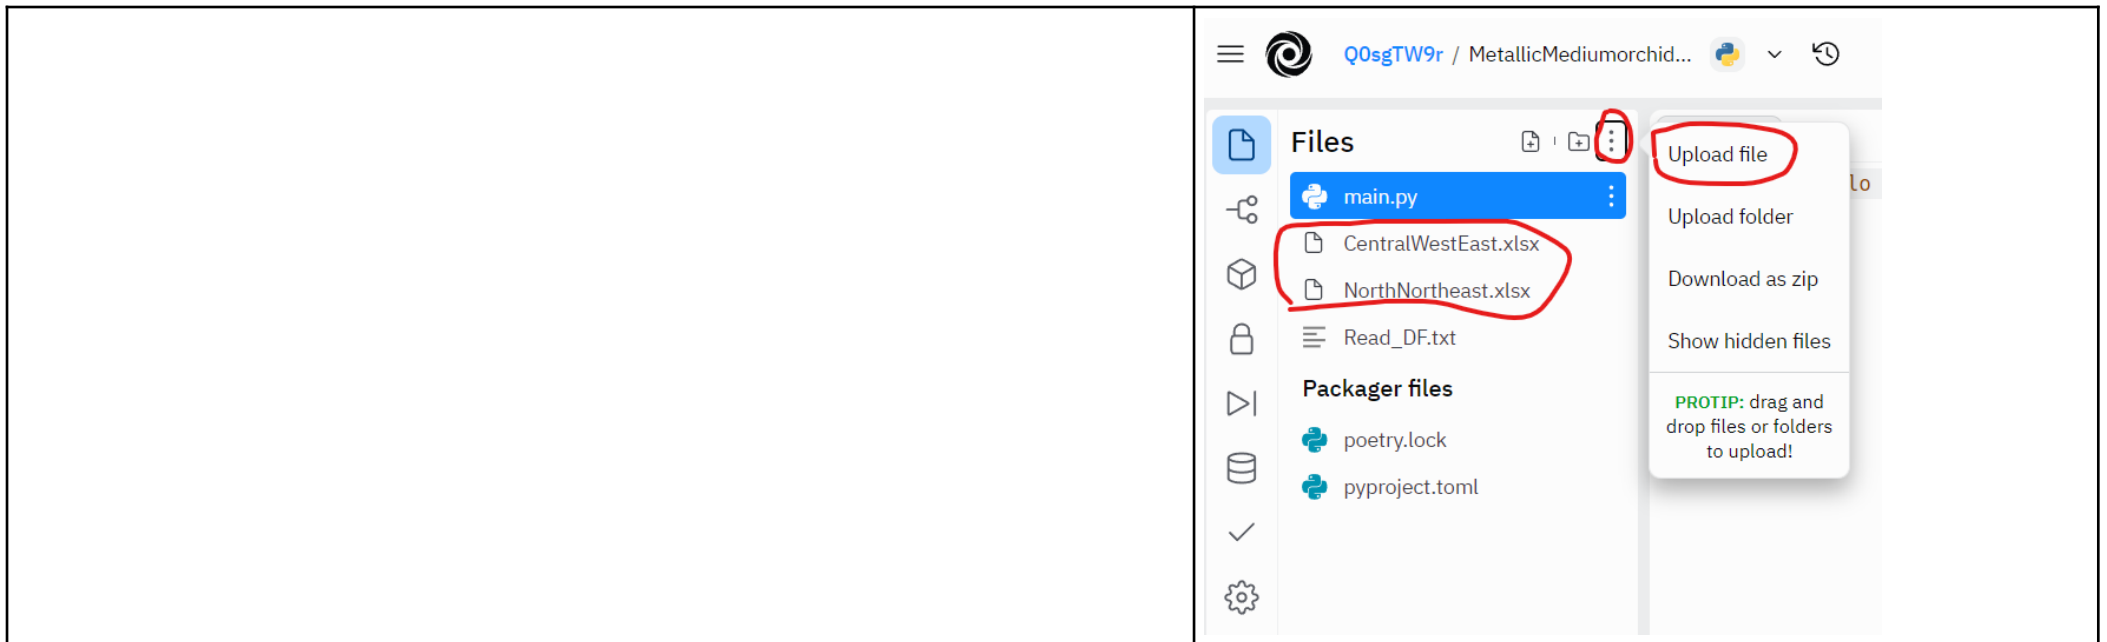 Q0sgTW9r / MetallicMediumorchid...
Files
main.py
CentralWestEast.xlsx
NorthNortheast.xlsx
Read_DF.txt
Packager files
poetry.lock
pyproject.toml
Upload file
Upload folder
Download as zip
Show hidden files
PROTIP: drag and
drop files or folders
to upload!
lo